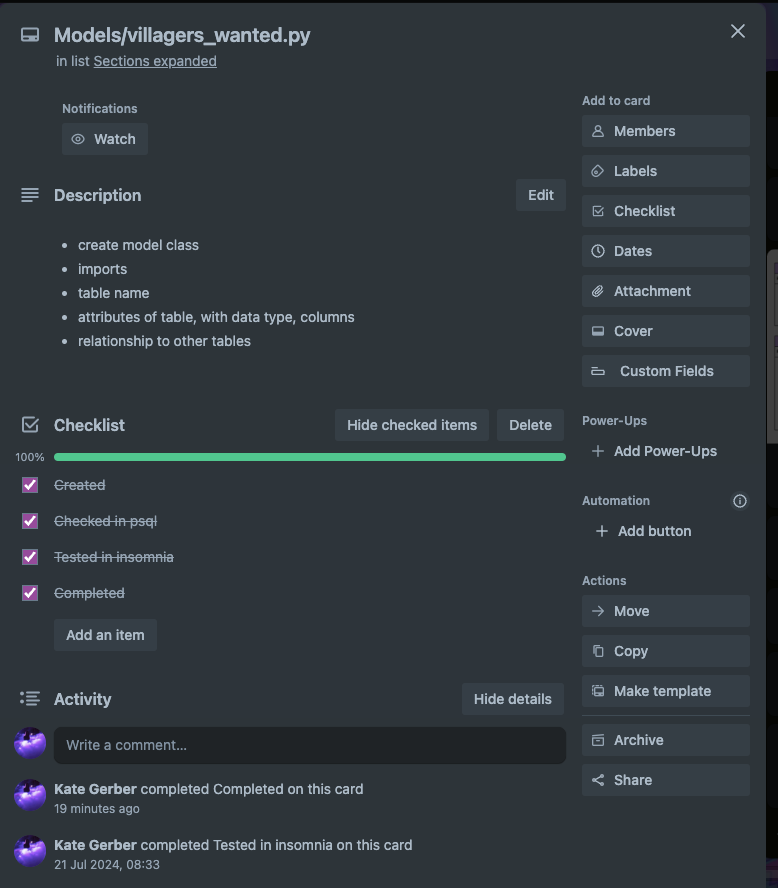 Models/villagers_wanted.py
in list Sections expanded
Notifications
Watch
Description
Edit
create model class
imports
table name
attributes of table, with data type, columns
relationship to other tables
Checklist
Hide checked items
Delete
100%
Created
Checked in psql
Tested in insomnia
Completed
Add an item
Activity
Hide details
Write a comment...
Kate Gerber completed Completed on this card
19 minutes ago
Kate Gerber completed Tested in insomnia on this card
21 Jul 2024, 08:33
Add to card
Members
Labels
Checklist
Dates
Attachment
Cover
Custom Fields
Power-Ups
Add Power-Ups
Automation
Add button
Actions
Move
Copy
Make template
Archive
Share